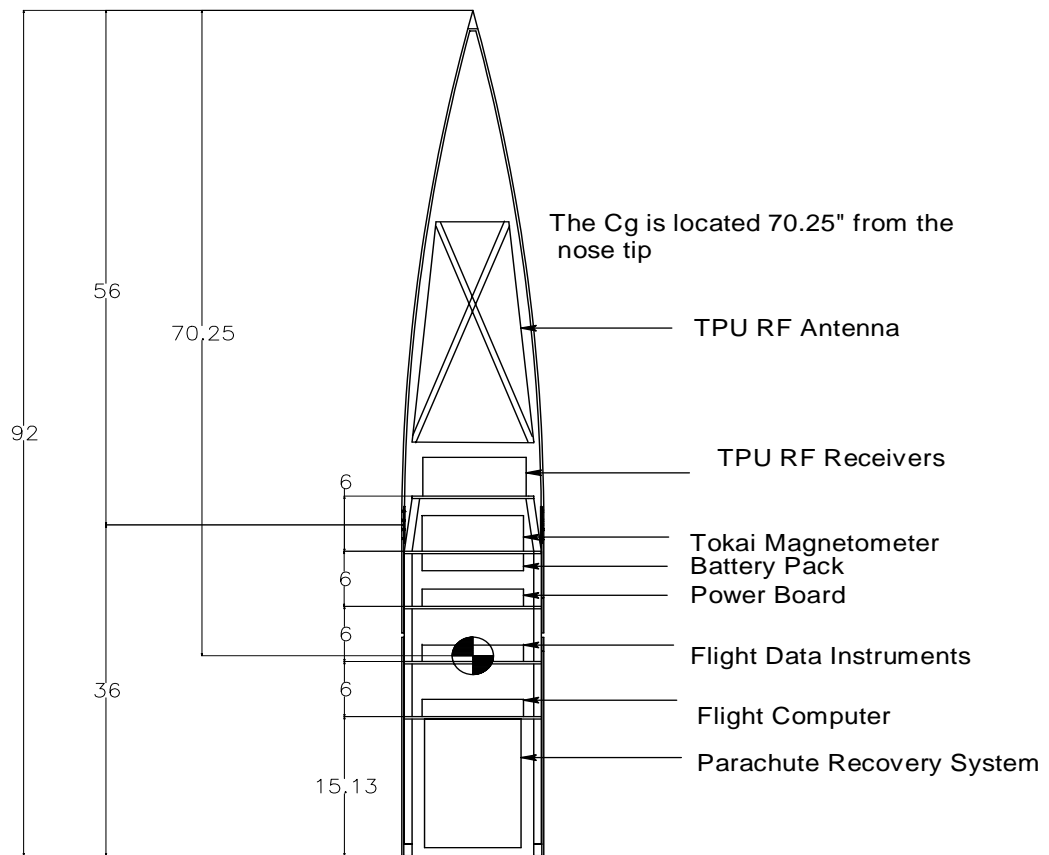 The Cg is located 70.25" from the
nose tip
56
TPU RF Antenna
70.25
92
TPU RF Receivers
6
Tokai Magnetometer
Battery Pack
6
Power Board
6
Flight Data Instruments
6
36
Flight Computer
Parachute Recovery System
15.13